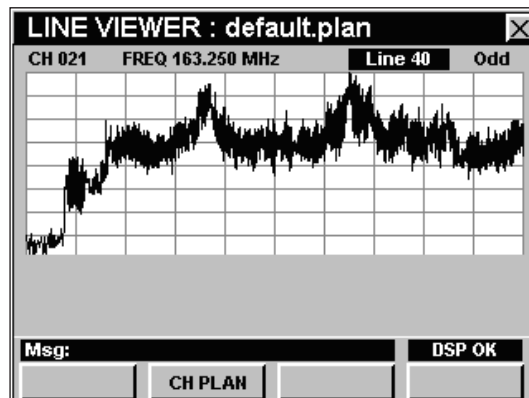 LINE VIEWER : default.plan
CH 021 FREQ 163.250 MHz Line 40 Odd
Msg: DSP OK
CH PLAN